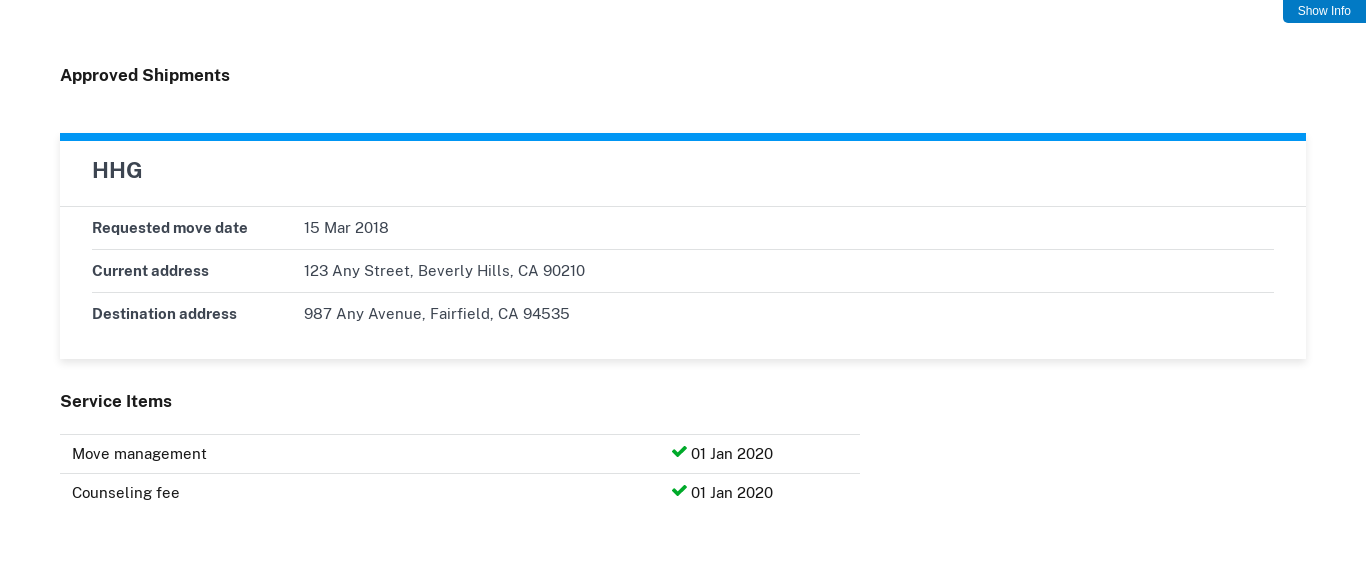 Show Info
Approved Shipments
HHG
Requested move date 15 Mar 2018
Current address 123 Any Street, Beverly Hills, CA 90210
Destination address 987 Any Avenue, Fairfield, CA 94535
Service Items
Move management 01 Jan 2020
Counseling fee 01 Jan 2020